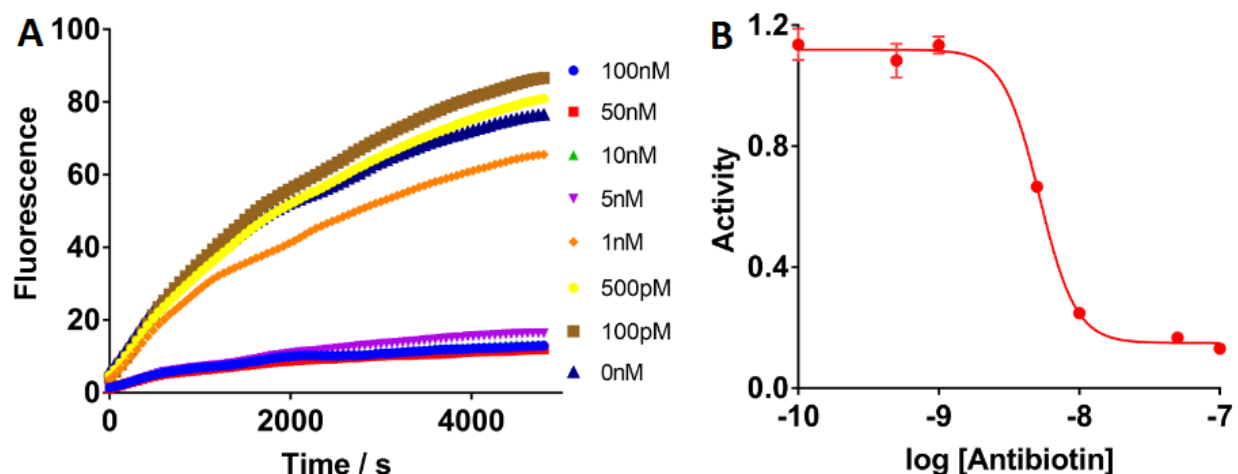 A
100
80
60
40
20
0
Fluorescence
0
2000
4000
Time / s
100nM
50nM
10nM
5nM
1nM
500pM
100pM
0nM
B
1.2
0.8
0.4
0.0
Activity
-10
-9
-8
-7
log [Antibiotin]